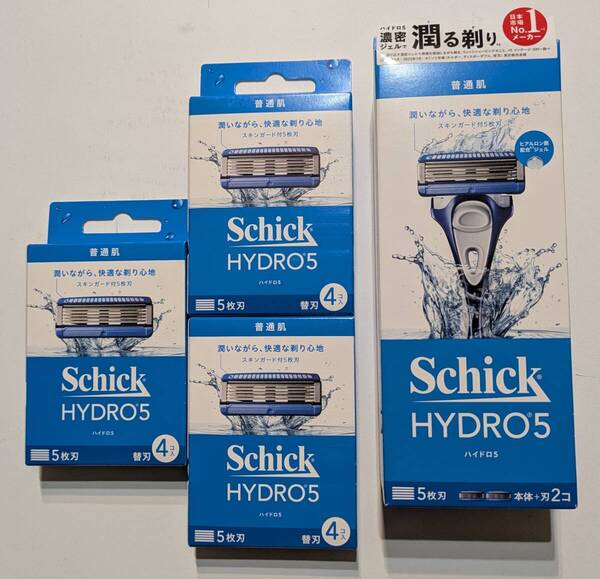 普通肌
潤いながら、快適な剃り心地
スキンガード付5枚刃
Schick
HYDRO5
ハイドロ5
5枚刃
替刃 4コ入
普通肌
潤いながら、快適な剃り心地
スキンガード付5枚刃
Schick
HYDRO5
ハイドロ5
5枚刃
替刃 4コ入
普通肌
潤いながら、快適な剃り心地
スキンガード付5枚刃
Schick
HYDRO5
ハイドロ5
5枚刃
替刃 4コ入
ハイドロ5
濃密
ジェルで
潤る剃り
日本
市場
No.1
メーカー
普通肌
潤いながら、快適な剃り心地
スキンガード付5枚刃
ヒアルロン酸
配合ジェル
Schick
HYDRO5
ハイドロ5
5枚刃
本体+刃2コ